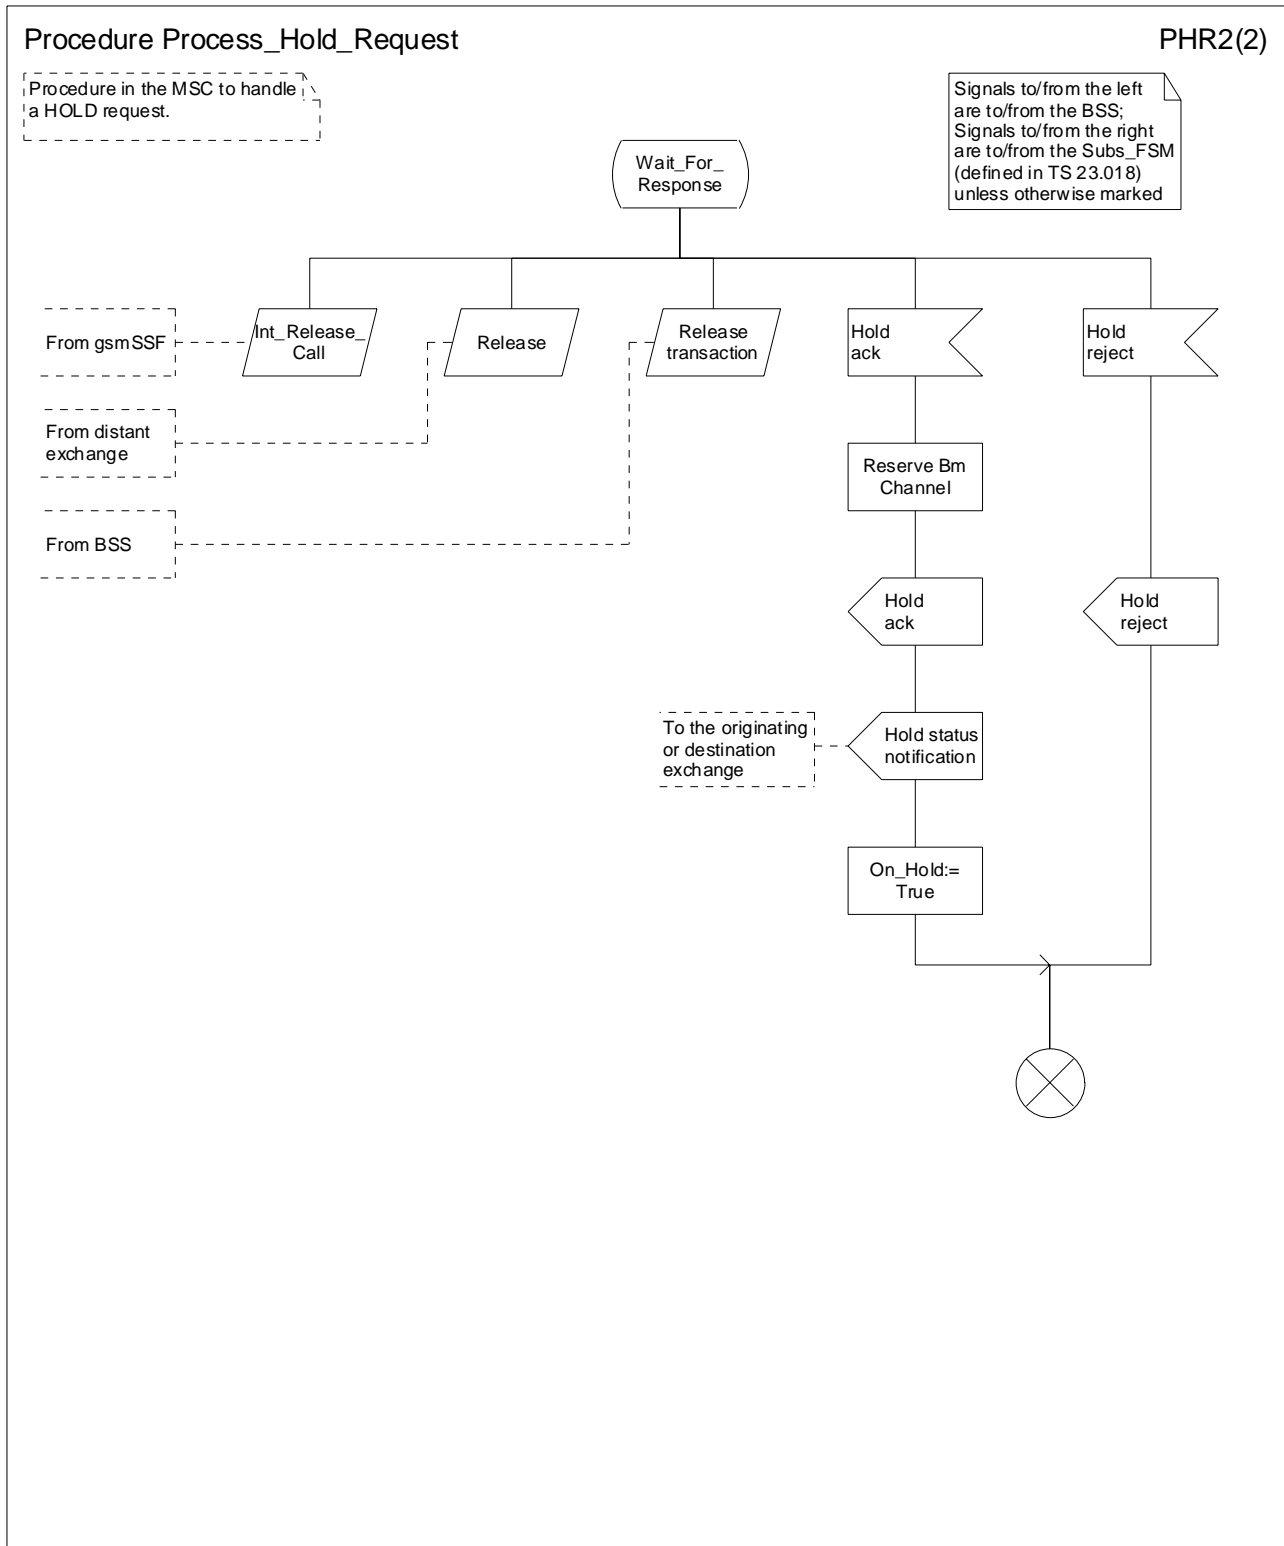 Procedure Process_Hold_Request
PHR2(2)
Procedure in the MSC to handle
a HOLD request.
Signals to/from the left
are to/from the BSS;
Signals to/from the right
are to/from the Subs_FSM
(defined in TS 23.018)
unless otherwise marked
Wait_For_
Response
From gsmSSF
Int_Release_
Call
Release
Release
transaction
Hold
ack
Hold
reject
From distant
exchange
Reserve Bm
Channel
From BSS
Hold
ack
Hold
reject
To the originating
or destination
exchange
Hold status
notification
On_Hold:=
True